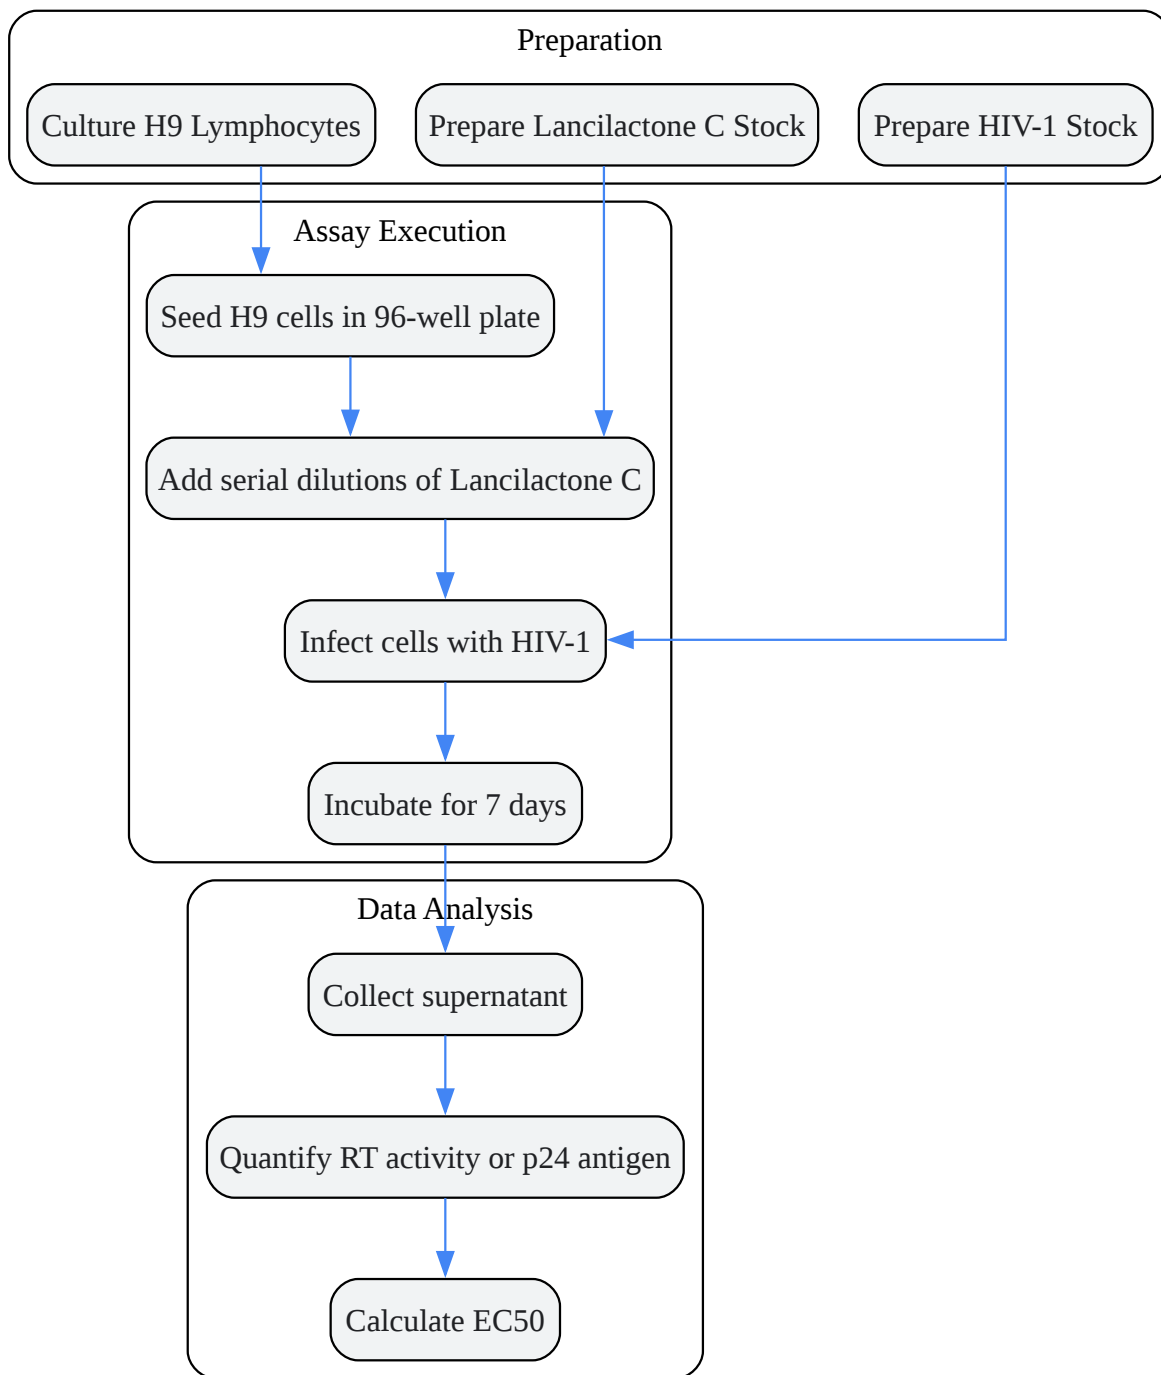 Preparation
Culture H9 Lymphocytes
Prepare Lancilactone C Stock
Prepare HIV-1 Stock
Assay Execution
Seed H9 cells in 96-well plate
Add serial dilutions of Lancilactone C
Infect cells with HIV-1
Incubate for 7 days
Data Analysis
Collect supernatant
Quantify RT activity or p24 antigen
Calculate EC50